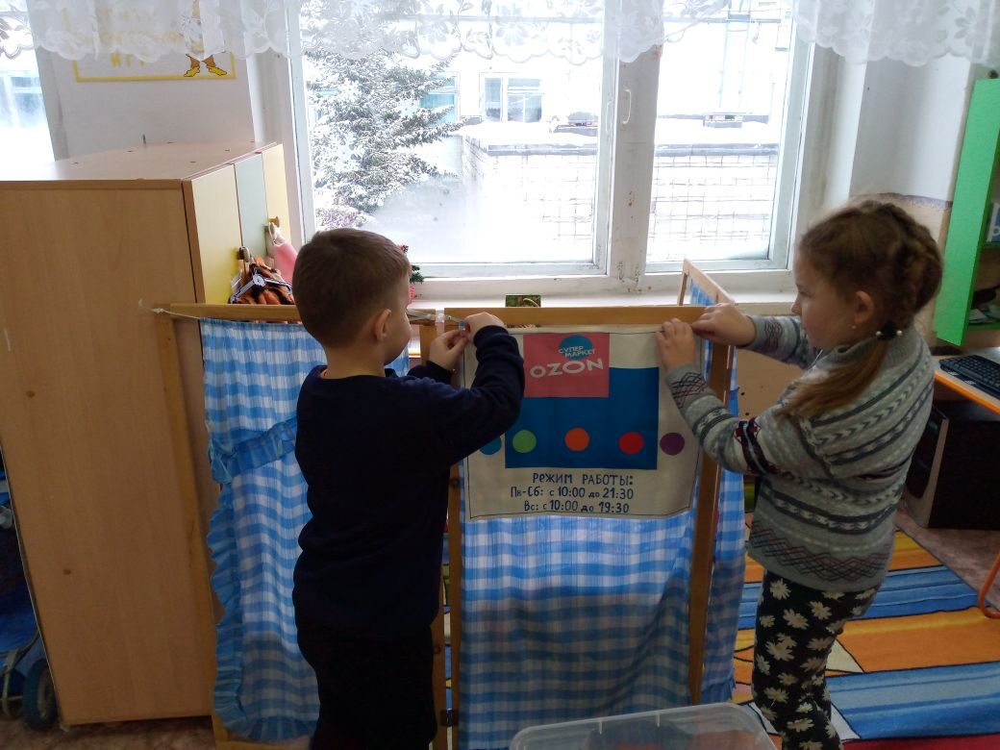 СУПЕР
МАРКЕТ
OZON
РЕЖИМ РАБОТЫ:
Пн-Сб: с 10:00 до 21:30
Вс: с 10:00 до 19:30